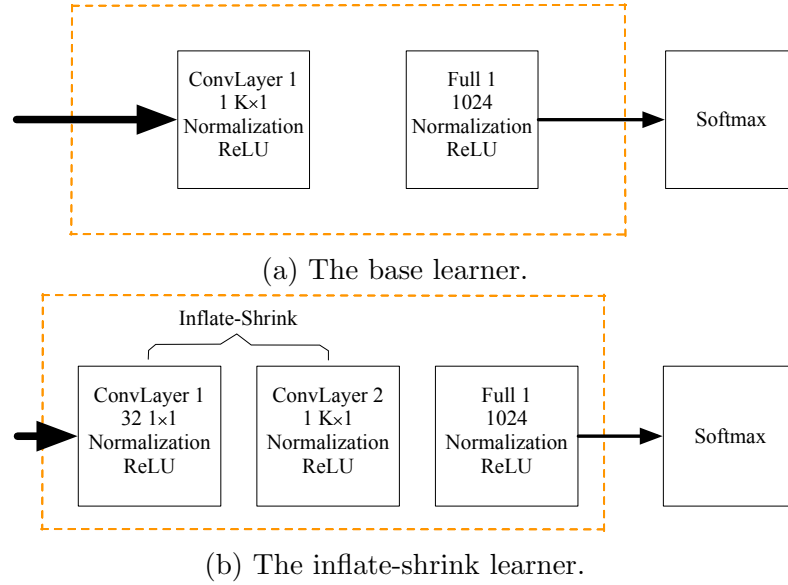 ConvLayer 1
1 K×1
Normalization
ReLU
Full 1
1024
Normalization
ReLU
Softmax
(a) The base learner.
Inflate-Shrink
ConvLayer 1
32 1×1
Normalization
ReLU
ConvLayer 2
1 K×1
Normalization
ReLU
Full 1
1024
Normalization
ReLU
Softmax
(b) The inflate-shrink learner.